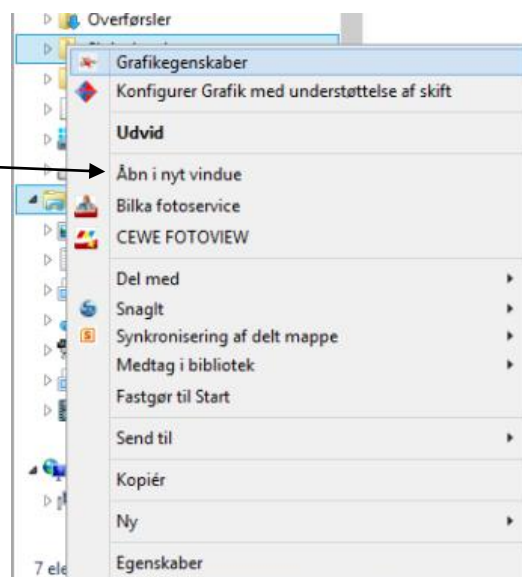 Overførsler
Grafikegenskaber
Konfigurer Grafik med understøttelse af skift
Udvid
Åbn i nyt vindue
Bilka fotoservice
CEWE FOTOVIEW
Del med
SnagIt
Synkronisering af delt mappe
Medtag i bibliotek
Fastgør til Start
Send til
Kopiér
Ny
Egenskaber
7 ele